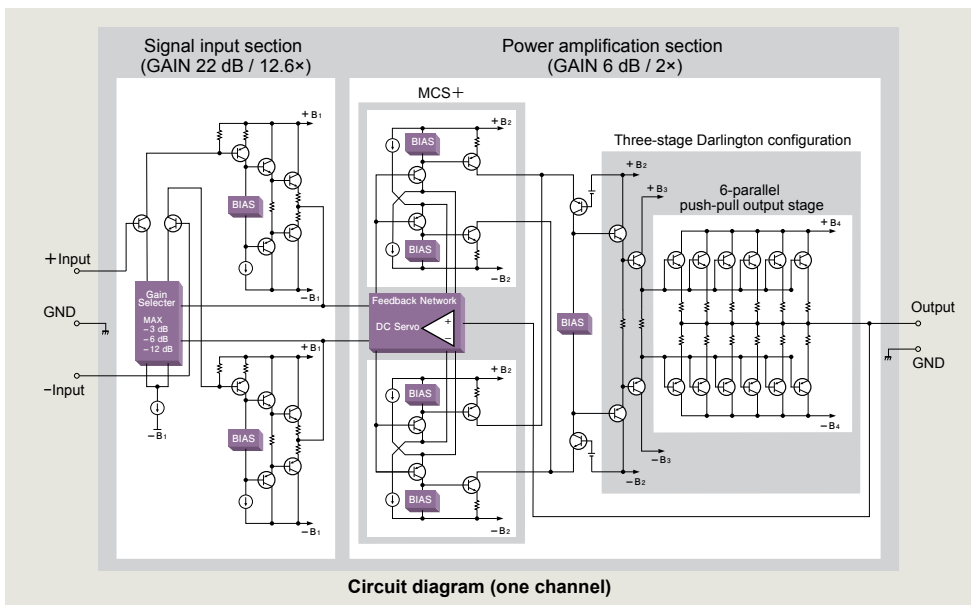 Signal input section
(GAIN 22 dB / 12.6×)
Power amplification section
(GAIN 6 dB / 2×)
MCS+
Three-stage Darlington configuration
6-parallel
push-pull output stage
+B1
BIAS
−B1
+B1
BIAS
−B1
+Input
GND
−Input
Gain
Selecter
MAX
−3 dB
−6 dB
−12 dB
−B1
+B2
BIAS
BIAS
−B2
Feedback Network
DC Servo
+
−
+B2
BIAS
BIAS
−B2
BIAS
+B2
+B3
+B4
−B4
−B3
−B2
Output
GND
Circuit diagram (one channel)